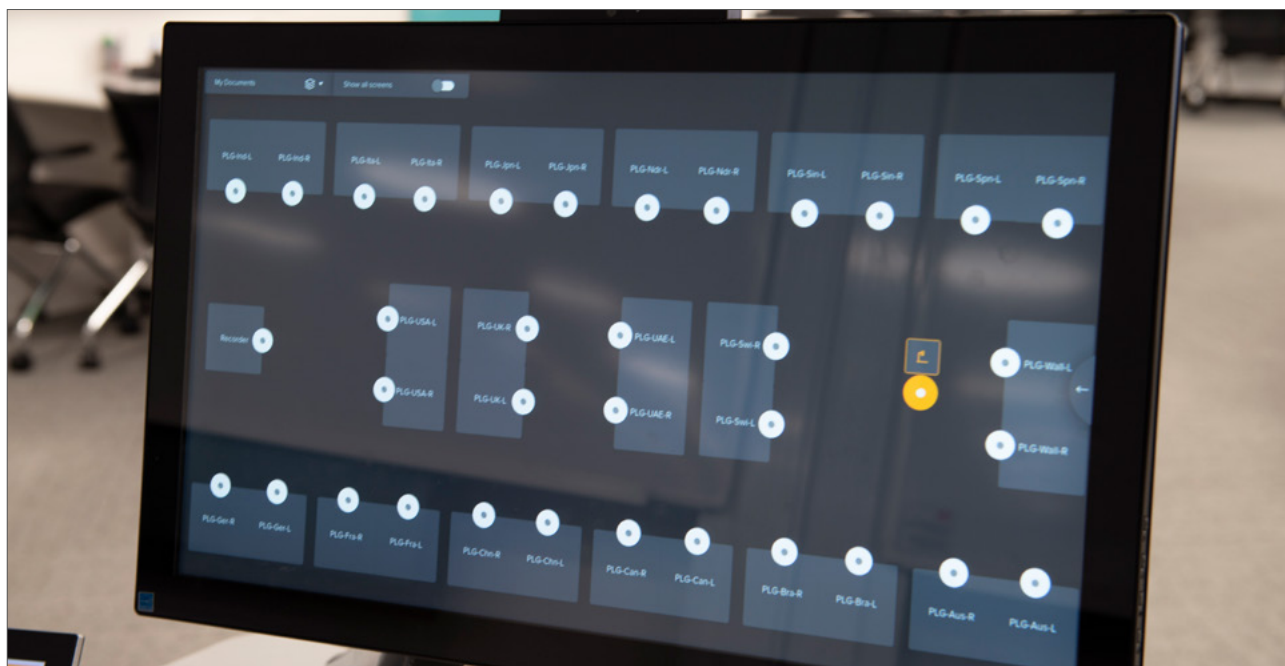 My Documents
Show all screens
PLG-Ind-L PLG-Ind-R
PLG-Ita-L PLG-Ita-R
PLG-Jpn-L PLG-Jpn-R
PLG-Ndr-L PLG-Ndr-R
PLG-Sin-L PLG-Sin-R
PLG-Spn-L PLG-Spn-R
Recorder
PLG-USA-L
PLG-USA-R
PLG-UK-R
PLG-UK-L
PLG-UAE-L
PLG-UAE-R
PLG-Swi-R
PLG-Swi-L
PLG-Wall-L
PLG-Wall-R
PLG-Ger-R PLG-Ger-L
PLG-Fra-R PLG-Fra-L
PLG-Chn-R PLG-Chn-L
PLG-Can-R PLG-Can-L
PLG-Bra-R PLG-Bra-L
PLG-Aus-R PLG-Aus-L